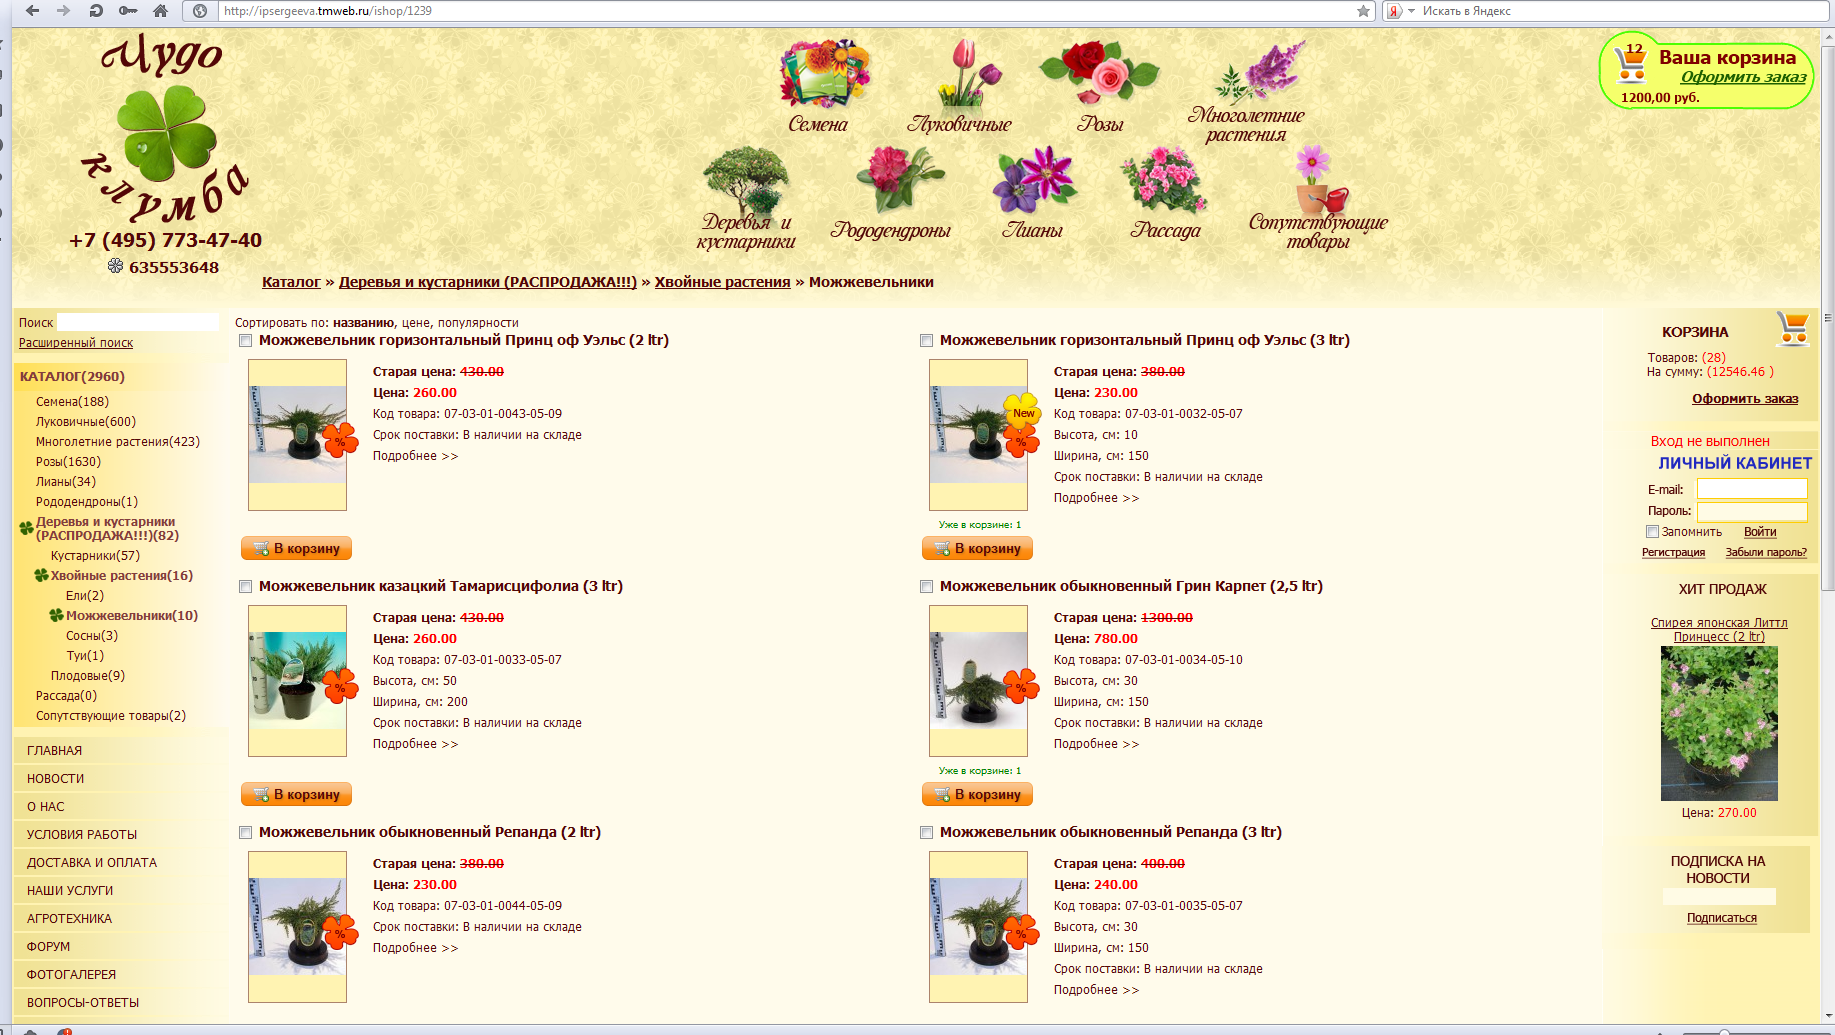 http://ipsergeeva.tmweb.ru/ishop/1239
Искать в Яндекс
Чудо
клумба
+7 (495) 773-47-40
635553648
Семена
Луковичные
Розы
Многолетние
растения
Деревья и
кустарники
Рододендроны
Лианы
Рассада
Сопутствующие
товары
12
Ваша корзина
Оформить заказ
1200,00 руб.
Каталог » Деревья и кустарники (РАСПРОДАЖА!!!) » Хвойные растения » Можжевельники
Поиск
Расширенный поиск
КАТАЛОГ(2960)
Семена(188)
Луковичные(600)
Многолетние растения(423)
Розы(1630)
Лианы(34)
Рододендроны(1)
Деревья и кустарники
(РАСПРОДАЖА!!!)(82)
Кустарники(57)
Хвойные растения(16)
Ели(2)
Можжевельники(10)
Сосны(3)
Туи(1)
Плодовые(9)
Рассада(0)
Сопутствующие товары(2)
ГЛАВНАЯ
НОВОСТИ
О НАС
УСЛОВИЯ РАБОТЫ
ДОСТАВКА И ОПЛАТА
НАШИ УСЛУГИ
АГРОТЕХНИКА
ФОРУМ
ФОТОГАЛЕРЕЯ
ВОПРОСЫ-ОТВЕТЫ
Сортировать по: названию, цене, популярности
Можжевельник горизонтальный Принц оф Уэльс (2 ltr)
Старая цена: 430.00
Цена: 260.00
Код товара: 07-03-01-0043-05-09
Срок поставки: В наличии на складе
Подробнее >>
%
В корзину
Можжевельник горизонтальный Принц оф Уэльс (3 ltr)
Старая цена: 380.00
Цена: 230.00
Код товара: 07-03-01-0032-05-07
Высота, см: 10
Ширина, см: 150
Срок поставки: В наличии на складе
Подробнее >>
New
%
Уже в корзине: 1
В корзину
Можжевельник казацкий Тамарисцифолиа (3 ltr)
Старая цена: 430.00
Цена: 260.00
Код товара: 07-03-01-0033-05-07
Высота, см: 50
Ширина, см: 200
Срок поставки: В наличии на складе
Подробнее >>
%
В корзину
Можжевельник обыкновенный Грин Карпет (2,5 ltr)
Старая цена: 1300.00
Цена: 780.00
Код товара: 07-03-01-0034-05-10
Высота, см: 30
Ширина, см: 150
Срок поставки: В наличии на складе
Подробнее >>
%
Уже в корзине: 1
В корзину
Можжевельник обыкновенный Репанда (2 ltr)
Старая цена: 380.00
Цена: 230.00
Код товара: 07-03-01-0044-05-09
Срок поставки: В наличии на складе
Подробнее >>
%
Можжевельник обыкновенный Репанда (3 ltr)
Старая цена: 400.00
Цена: 240.00
Код товара: 07-03-01-0035-05-07
Высота, см: 30
Ширина, см: 150
Срок поставки: В наличии на складе
Подробнее >>
%
КОРЗИНА
Товаров: (28)
На сумму: (12546.46 )
Оформить заказ
Вход не выполнен
ЛИЧНЫЙ КАБИНЕТ
E-mail:
Пароль:
Запомнить Войти
Регистрация Забыли пароль?
ХИТ ПРОДАЖ
Спирея японская Литтл
Принцесс (2 ltr)
Цена: 270.00
ПОДПИСКА НА
НОВОСТИ
Подписаться